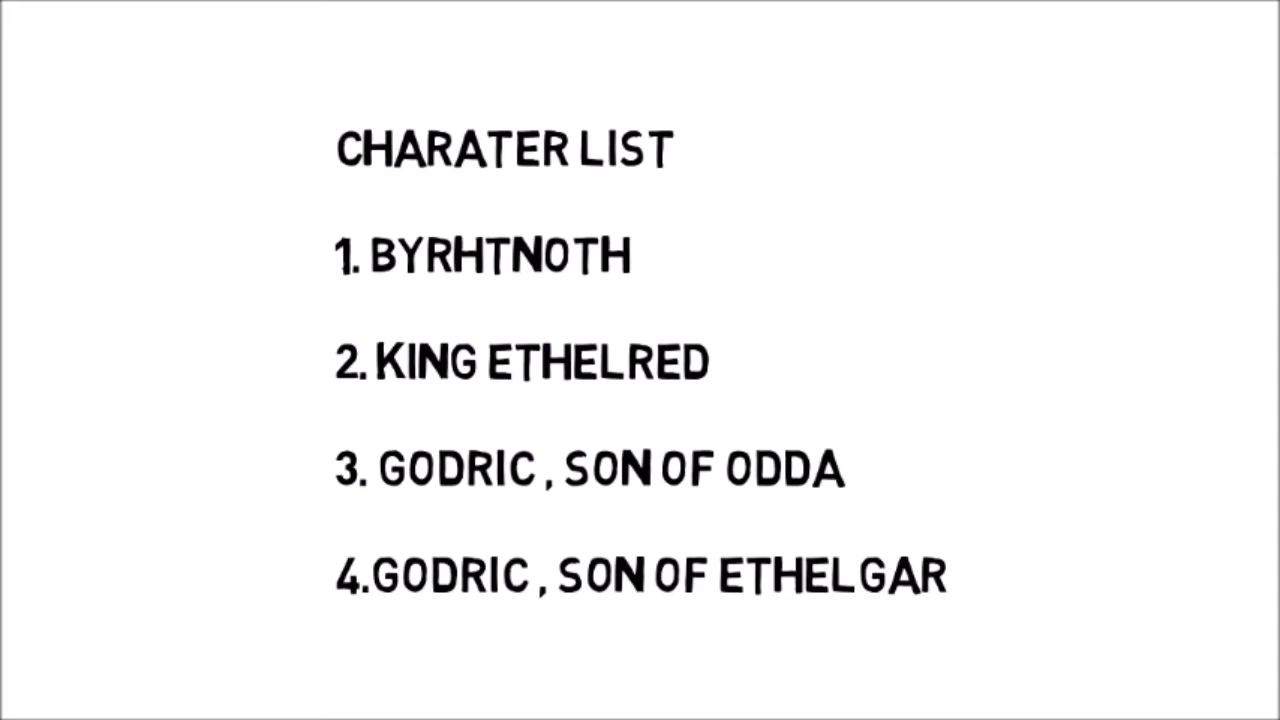 CHARATER LIST
1. BYRHTNOTH
2. KING ETHELRED
3. GODRIC, SON OF ODDA
4.GODRIC, SON OF ETHELGAR